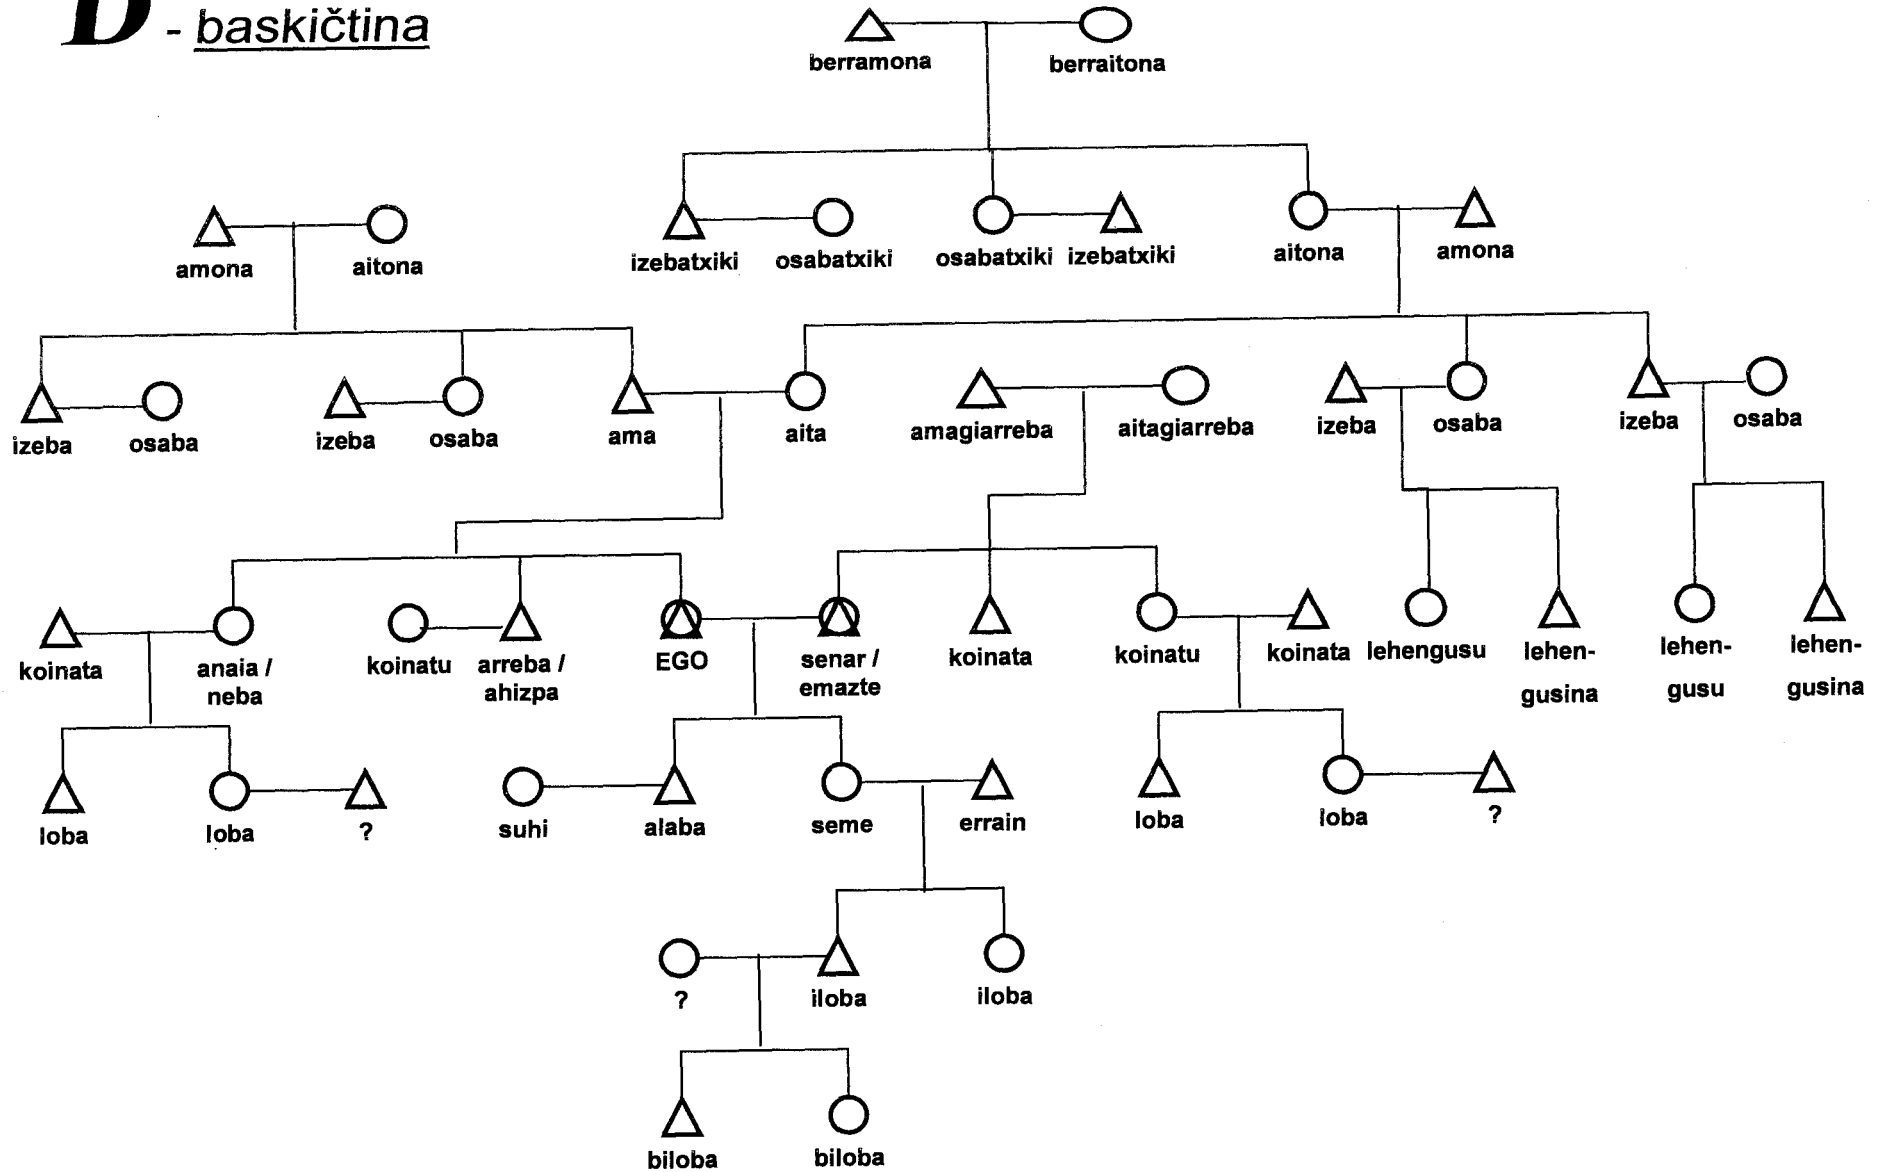 D - baskičtina
berramona berraitona
amona aitona izebatxiki osabatxiki osabatxiki izebatxiki aitona amona
izeba osaba izeba osaba ama aita amagiarreba aitagiarreba izeba osaba izeba osaba
koinata anaia / neba koinatu arreba / ahizpa EGO senar / emazte koinata koinatu koinata lehengusu lehen- gusina lehen- gusu lehen- gusina
loba loba ? suhi alaba seme errain loba loba ?
? iloba iloba
biloba biloba